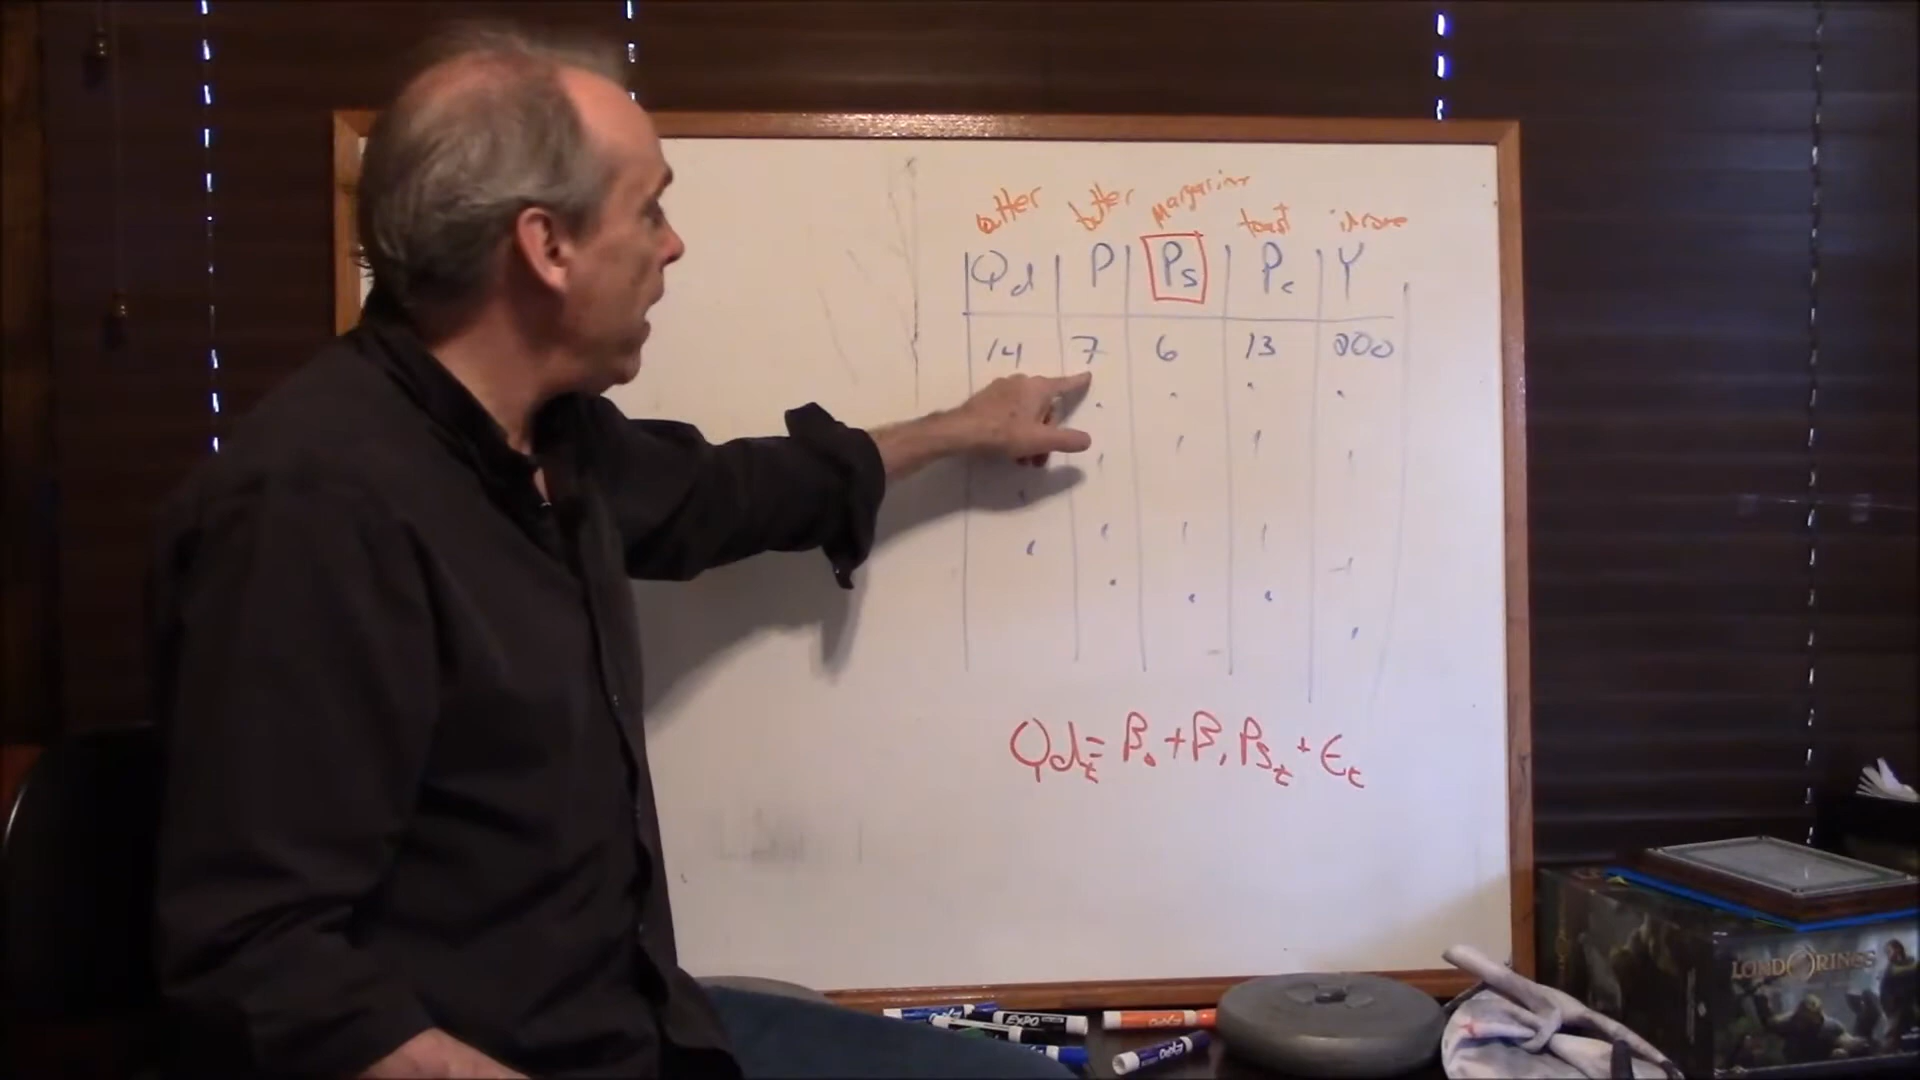 butter butter margarine toast income
Qd P Ps Pc Y
14 7 6 13 200
Qdt = β0 + β1 Pst + εt
EXPO
EXPO
LORD RINGS